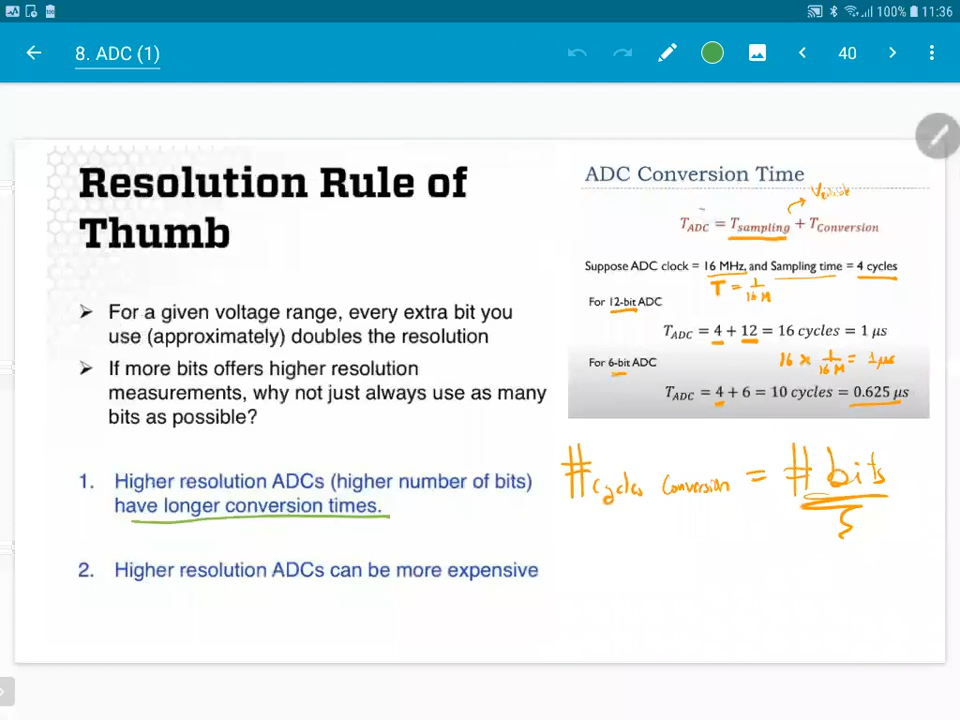 100% 11:36
8. ADC (1)
40
Resolution Rule of
Thumb
➢ For a given voltage range, every extra bit you
use (approximately) doubles the resolution
➢ If more bits offers higher resolution
measurements, why not just always use as many
bits as possible?
1. Higher resolution ADCs (higher number of bits)
have longer conversion times.
2. Higher resolution ADCs can be more expensive
ADC Conversion Time
T_ADC = T_sampling + T_Conversion
Suppose ADC clock = 16 MHz, and Sampling time = 4 cycles
T = 1/16 M
For 12-bit ADC
T_ADC = 4 + 12 = 16 cycles = 1 μs
For 6-bit ADC
16 × 1/16 M = 1 μs
T_ADC = 4 + 6 = 10 cycles = 0.625 μs
# cycles conversion = # bits